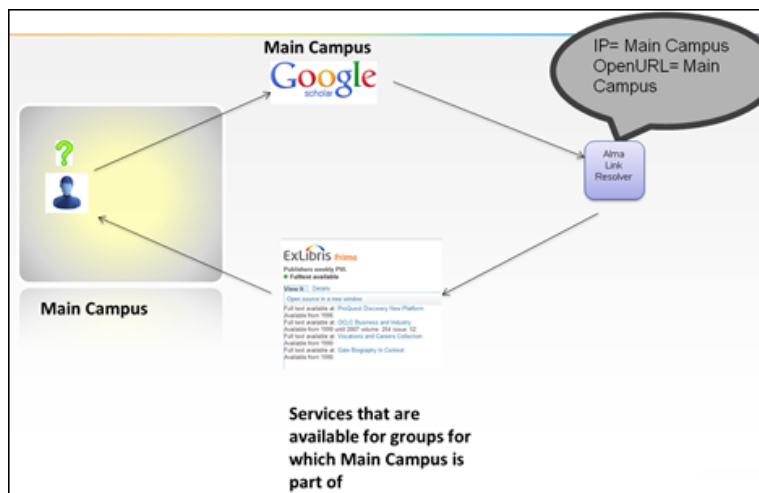 Main Campus
Google
scholar
IP= Main Campus
OpenURL= Main
Campus
Alma
Link
Resolver
?
Main Campus
ExLibris Primo
Publishers weekly PW.
Fulltext available
View It Details
Open source in a new window
Full text available at: ProQuest Discovery New Platform
Available from 1996
Full text available at: OCLC Business and Industry
Available from 1999 until 2007 volume: 254 issue: 52
Full text available at: Vocations and Careers Collection
Available from 1990
Full text available at: Gale Biography In Context
Available from 1990
Services that are
available for groups for
which Main Campus is
part of